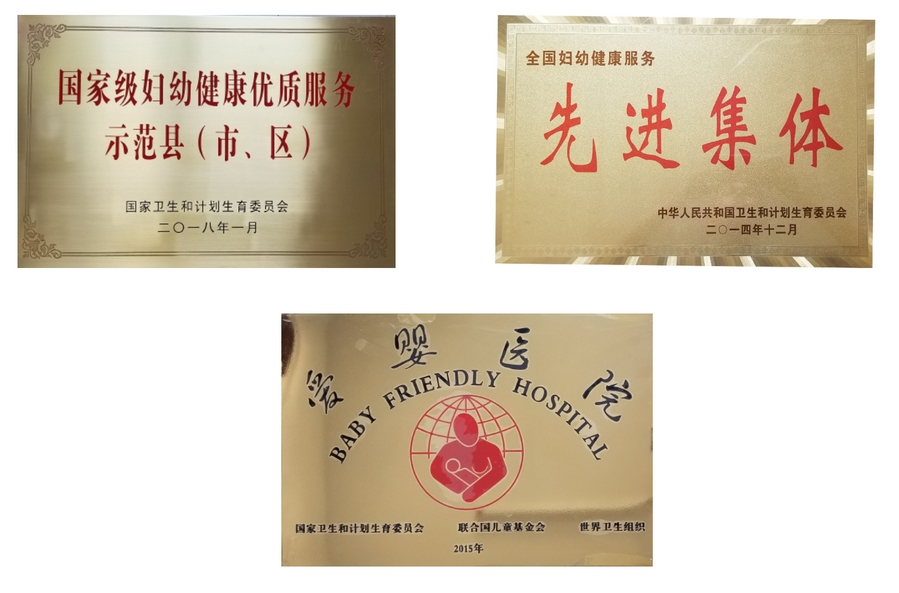 国家级妇幼健康优质服务
示范县（市、区）
国家卫生和计划生育委员会
二〇一八年一月
全国妇幼健康服务
先进集体
中华人民共和国卫生和计划生育委员会
二〇一四年十二月
爱婴医院
BABY FRIENDLY HOSPITAL
国家卫生和计划生育委员会 联合国儿童基金会 世界卫生组织
2015年